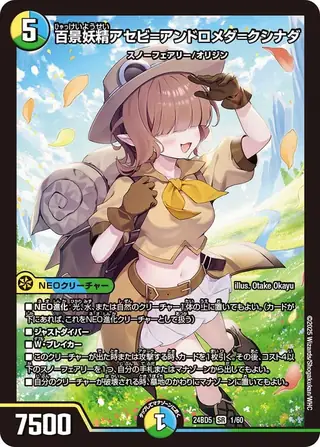 5
ひゃっけいようせい
百景妖精アセビーアンドロメダ-クシナダ
スノーフェアリー/オリジン
illus. Otake Okayu
NEOクリーチャー
■NEO進化:光、水、または自然のクリーチャー1体の上に置いてもよい。(カードが
下にあれば、これをNEO進化クリーチャーとして扱う)
■ジャストダイバー
■W・ブレイカー
■このクリーチャーが出た時または攻撃する時、カードを1枚引く。その後、コスト4以
下のスノーフェアリーを1つ、自分の手札またはマナゾーンから出してもよい。
■自分のクリーチャーが破壊される時、墓地のかわりにマナゾーンに置いてもよい。
7500
1
24BD5 SR 1/60
©2025 Wizards/Shogakukan/WHC